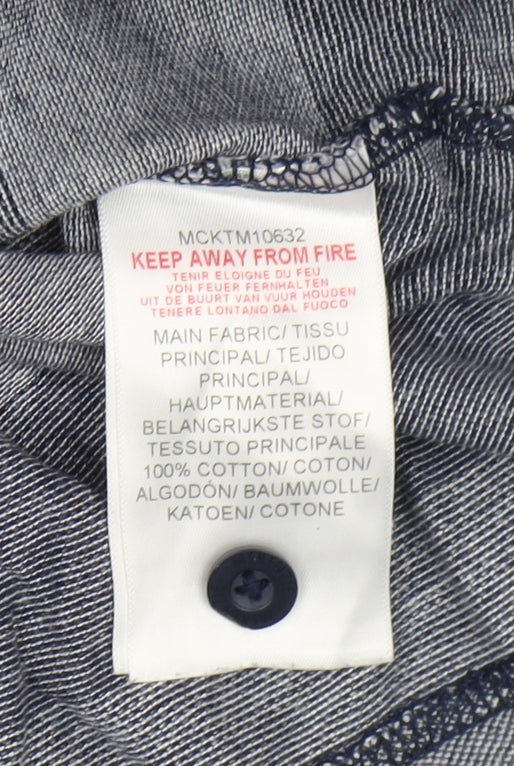 MCKTM10632
KEEP AWAY FROM FIRE
TENIR ELOIGNE DU FEU
VON FEUER FERNHALTEN
UIT DE BUURT VAN VUUR HOUDEN
TENERE LONTANO DAL FUOCO
MAIN FABRIC/ TISSU
PRINCIPAL/ TEJIDO
PRINCIPAL/
HAUPTMATERIAL/
BELANGRIJKSTE STOF/
TESSUTO PRINCIPALE
100% COTTON/ COTON/
ALGODÓN/ BAUMWOLLE/
KATOEN/ COTONE